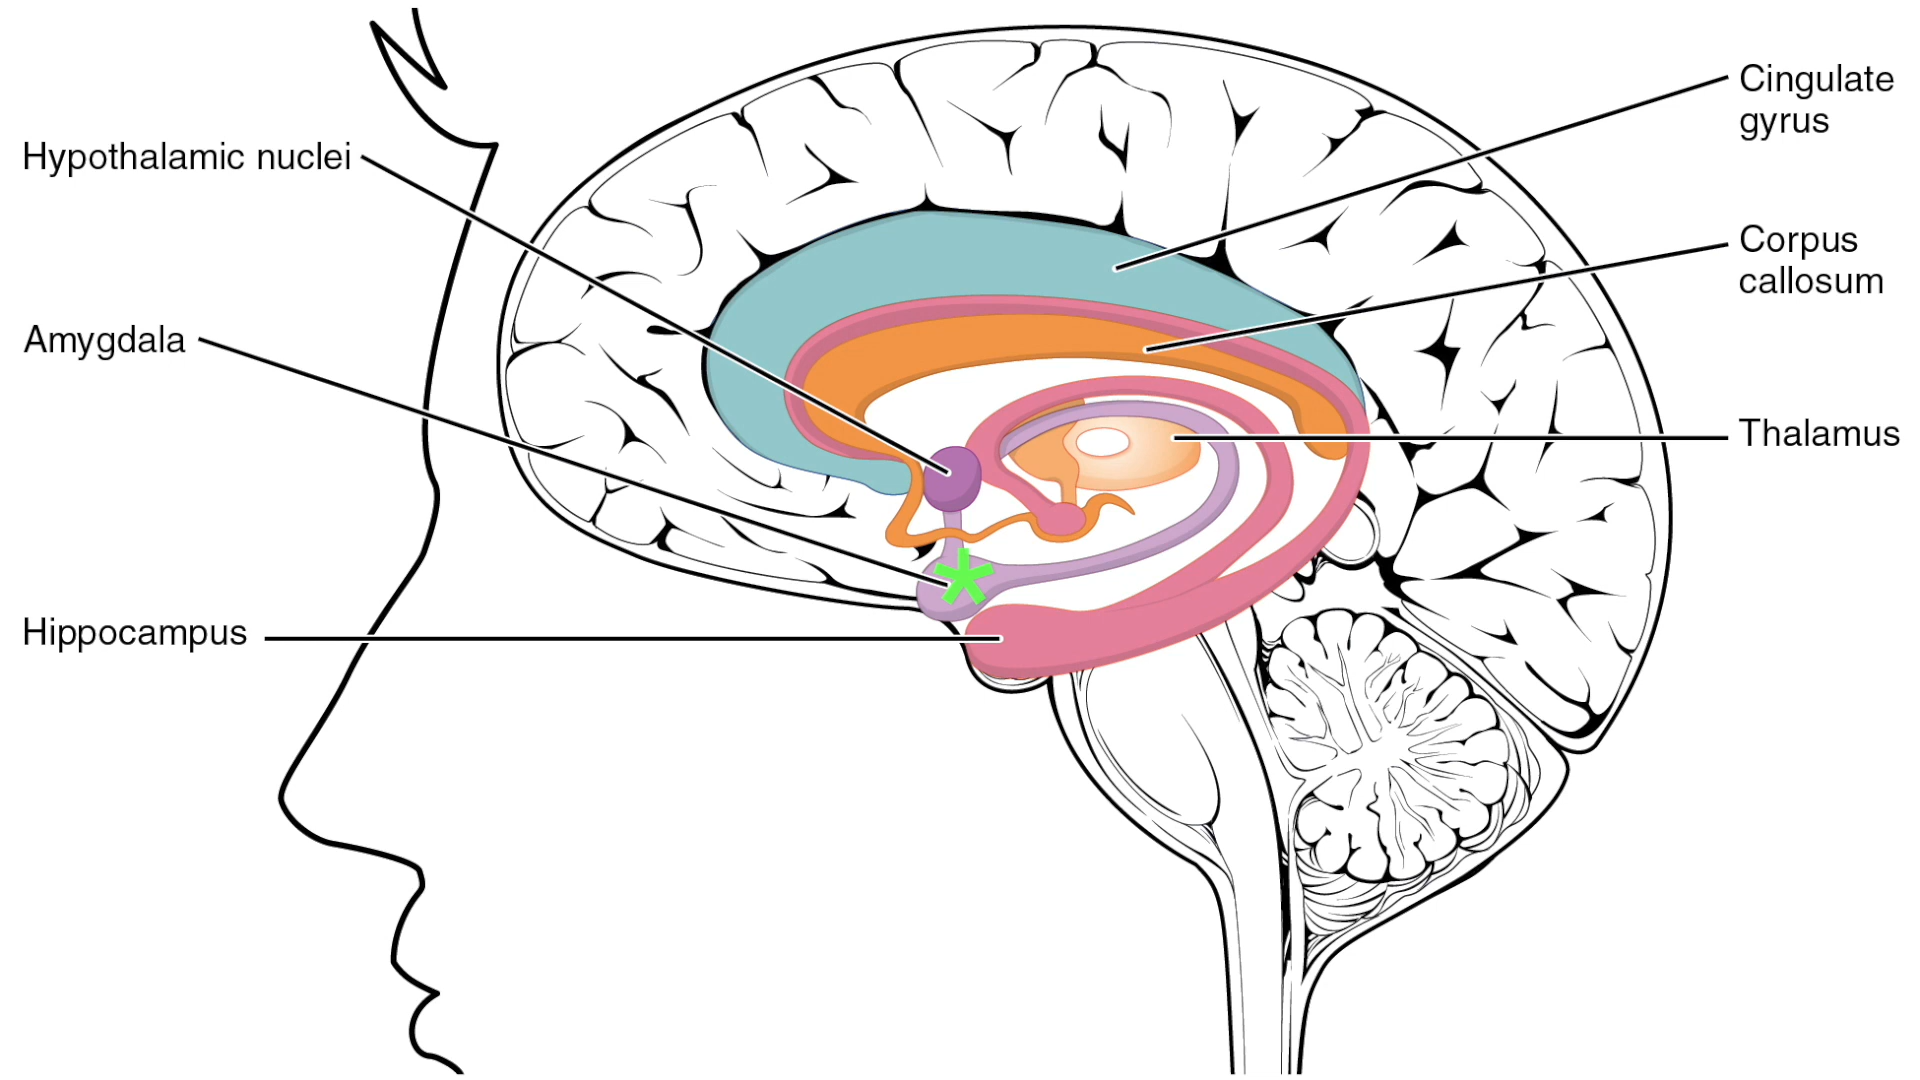 Hypothalamic nuclei
Amygdala
Hippocampus
Cingulate
gyrus
Corpus
callosum
Thalamus